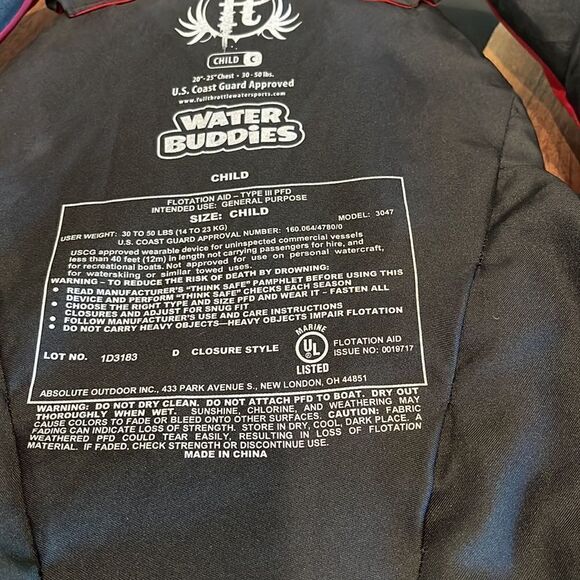 ft
CHILD C
20"-25" Chest • 30-50 lbs.
U.S. Coast Guard Approved
www.fullthrottlewatersports.com
WATER
BUDDIES
CHILD
FLOTATION AID – TYPE III PFD
INTENDED USE: GENERAL PURPOSE
SIZE: CHILD
MODEL: 3047
USER WEIGHT: 30 TO 50 LBS (14 TO 23 KG)
U.S. COAST GUARD APPROVAL NUMBER: 160.064/4780/0
USCG approved wearable device for uninspected commercial vessels
less than 40 feet (12m) in length not carrying passengers for hire, and
for recreational boats. Not approved for use on personal watercraft,
for waterskiing or similar towed uses.
WARNING – TO REDUCE THE RISK OF DEATH BY DROWNING:
• READ MANUFACTURER'S "THINK SAFE" PAMPHLET BEFORE USING THIS
DEVICE AND PERFORM "THINK SAFE" CHECKS EACH SEASON
• CHOOSE THE RIGHT TYPE AND SIZE PFD AND WEAR IT – FASTEN ALL
CLOSURES AND ADJUST FOR SNUG FIT
• FOLLOW MANUFACTURER'S USE AND CARE INSTRUCTIONS
• DO NOT CARRY HEAVY OBJECTS—HEAVY OBJECTS IMPAIR FLOTATION
LOT NO. 1D3183 D CLOSURE STYLE
MARINE
UL
LISTED
FLOTATION AID
ISSUE NO: 0019717
ABSOLUTE OUTDOOR INC., 433 PARK AVENUE S., NEW LONDON, OH 44851
WARNING: DO NOT DRY CLEAN. DO NOT ATTACH PFD TO BOAT. DRY OUT
THOROUGHLY WHEN WET. SUNSHINE, CHLORINE, AND WEATHERING MAY
CAUSE COLORS TO FADE OR BLEED ONTO OTHER SURFACES. CAUTION: FABRIC
FADING CAN INDICATE LOSS OF STRENGTH. STORE IN DRY, COOL, DARK PLACE. A
WEATHERED PFD COULD TEAR EASILY, RESULTING IN LOSS OF FLOTATION
MATERIAL. IF FADED, CHECK STRENGTH OR DISCONTINUE USE.
MADE IN CHINA